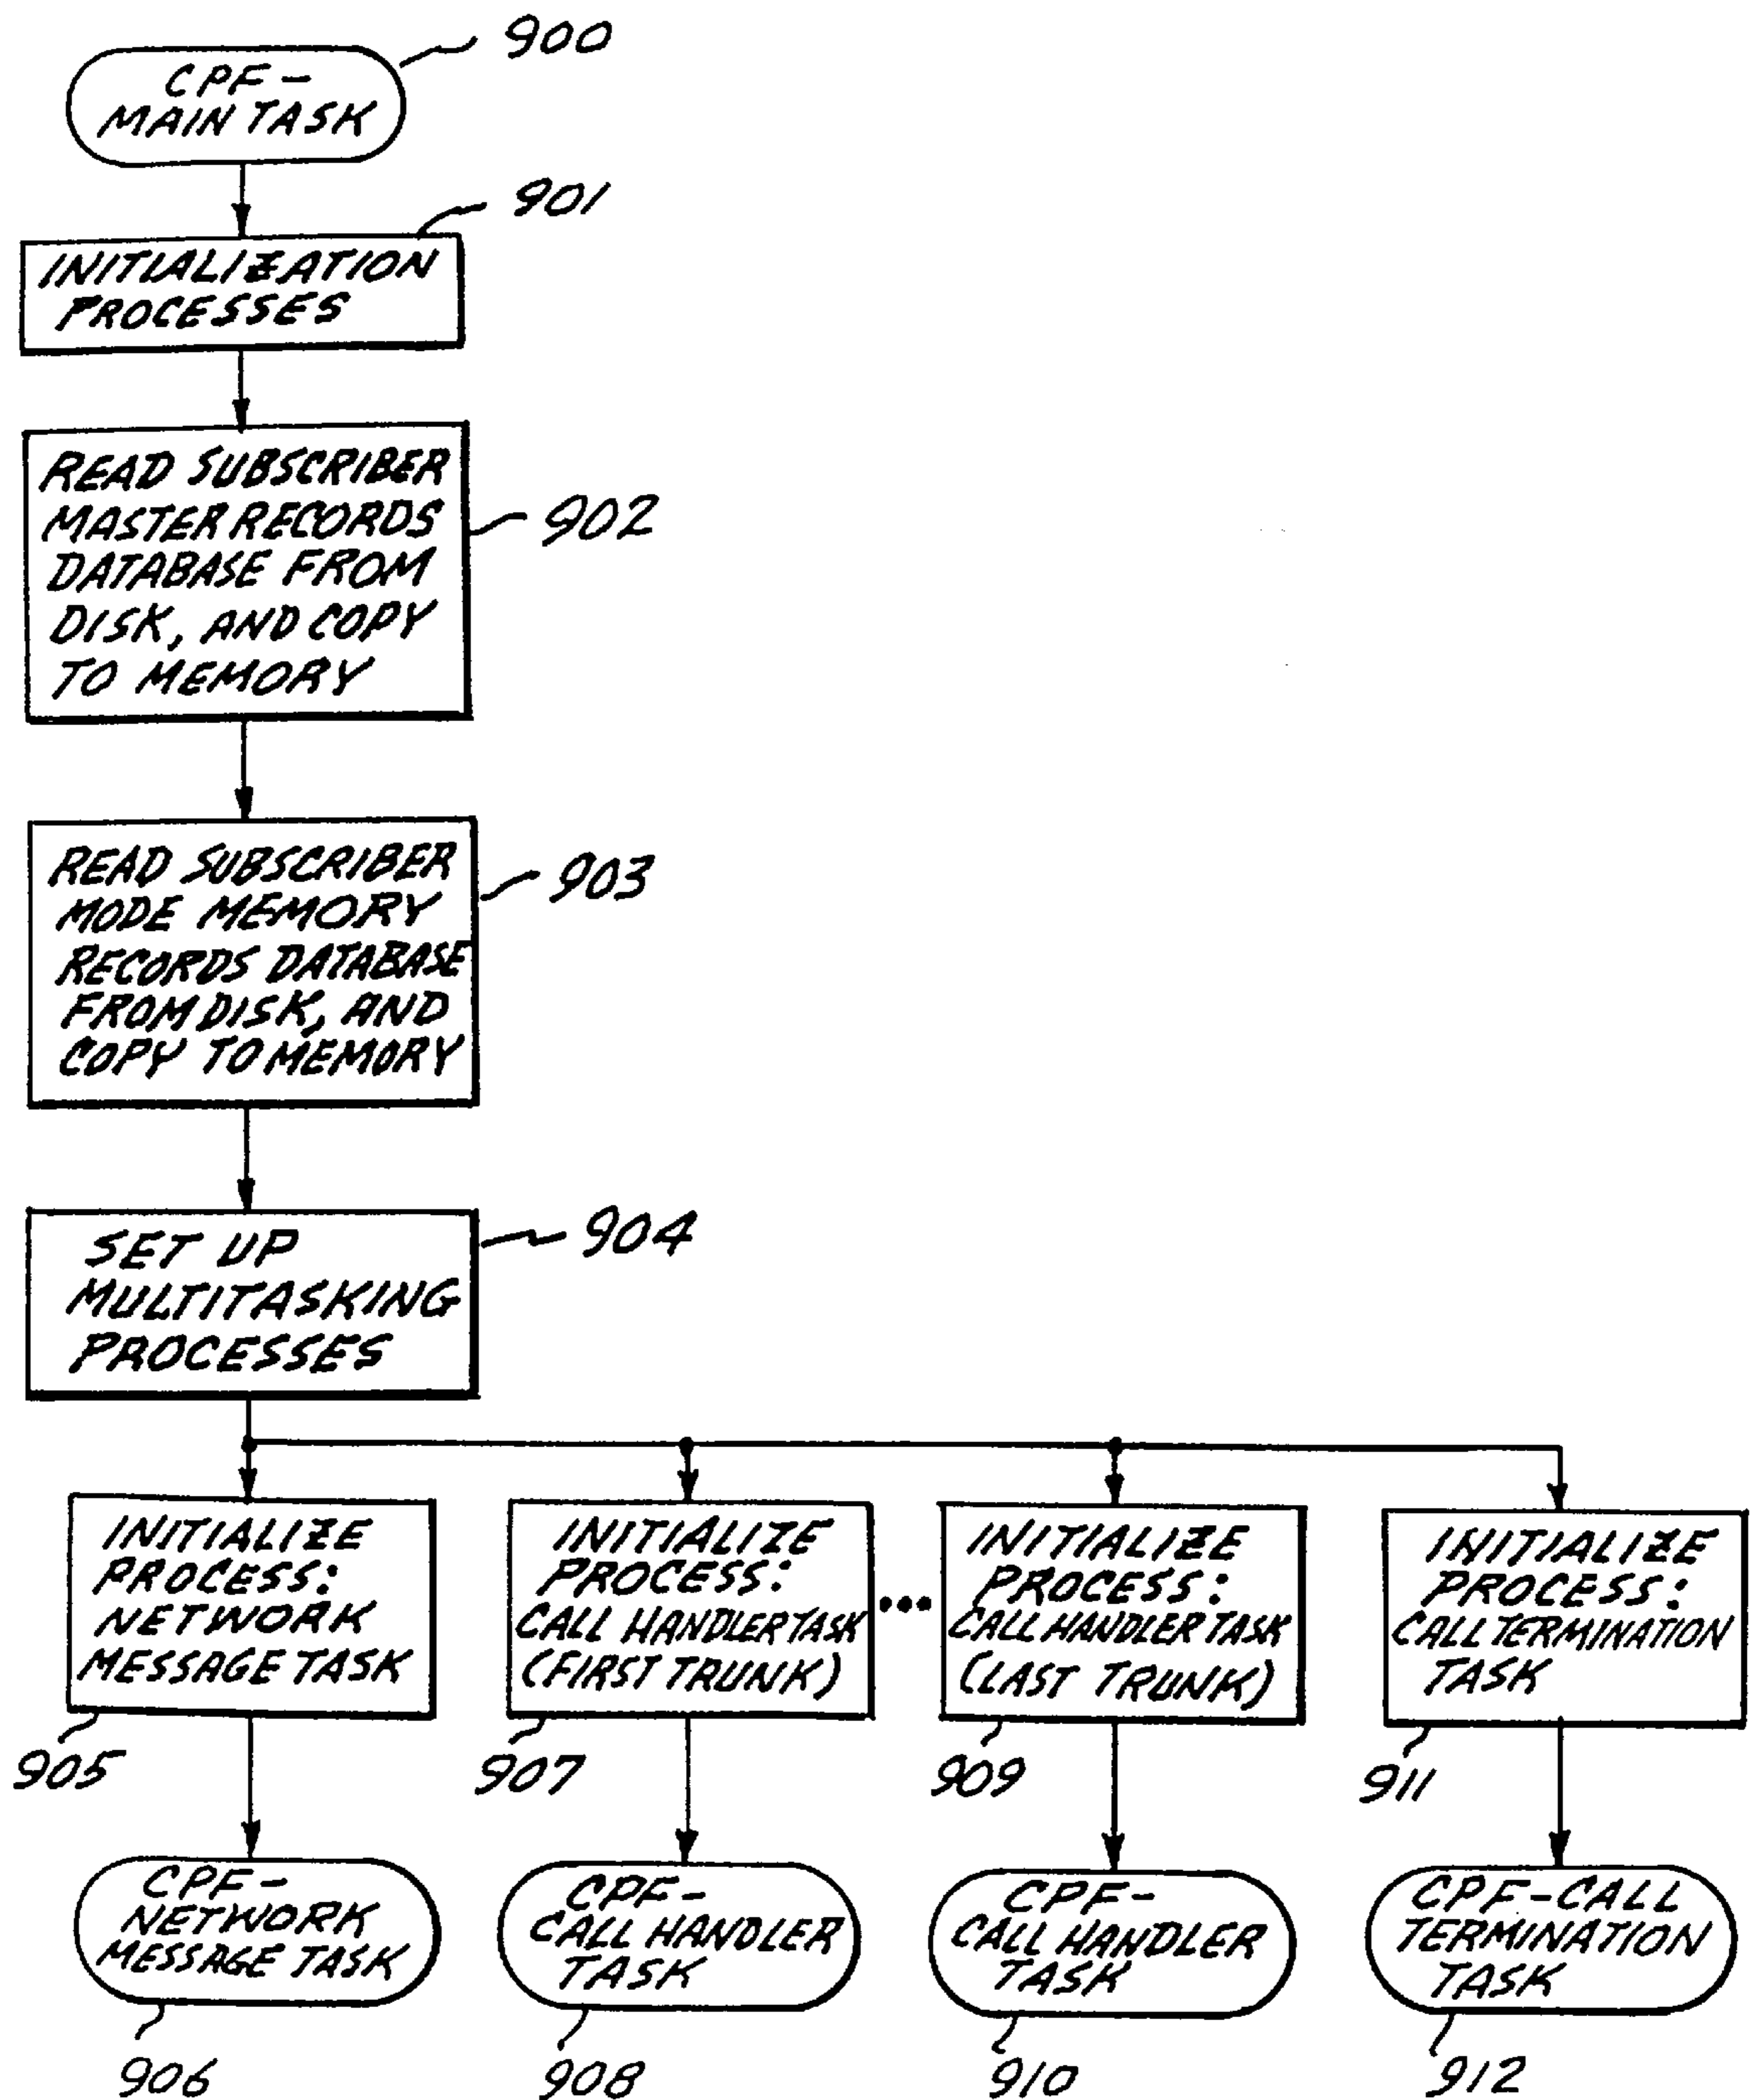 900
CPF-
MAIN TASK
901
INITIALIZATION
PROCESSES
READ SUBSCRIBER
MASTER RECORDS
DATABASE FROM
DISK, AND COPY
TO MEMORY
902
READ SUBSCRIBER
MODE MEMORY
RECORDS DATABASE
FROM DISK, AND
COPY TO MEMORY
903
SET UP
MULTITASKING
PROCESSES
904
INITIALIZE
PROCESS:
NETWORK
MESSAGE TASK
905
INITIALIZE
PROCESS:
CALL HANDLER TASK
(FIRST TRUNK)
907
•••
INITIALIZE
PROCESS:
CALL HANDLER TASK
(LAST TRUNK)
909
INITIALIZE
PROCESS:
CALL TERMINATION
TASK
911
CPF-
NETWORK
MESSAGE TASK
906
CPF-
CALL HANDLER
TASK
908
CPF-
CALL HANDLER
TASK
910
CPF-CALL
TERMINATION
TASK
912